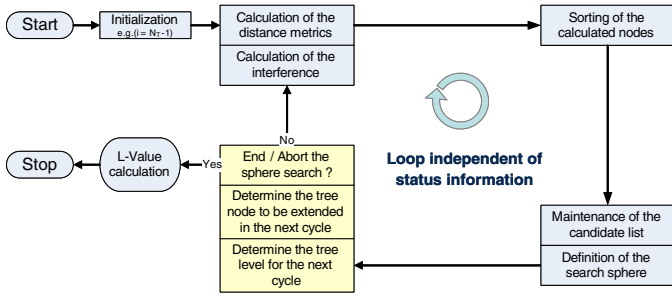 Start
Initialization
e.g.(i = NT-1)
Calculation of the
distance metrics
Calculation of the
interference
Sorting of the
calculated nodes
No
Loop independent of
status information
Stop
L-Value
calculation
Yes
End / Abort the
sphere search ?
Determine the tree
node to be extended
in the next cycle
Determine the tree
level for the next
cycle
Maintenance of the
candidate list
Definition of the
search sphere